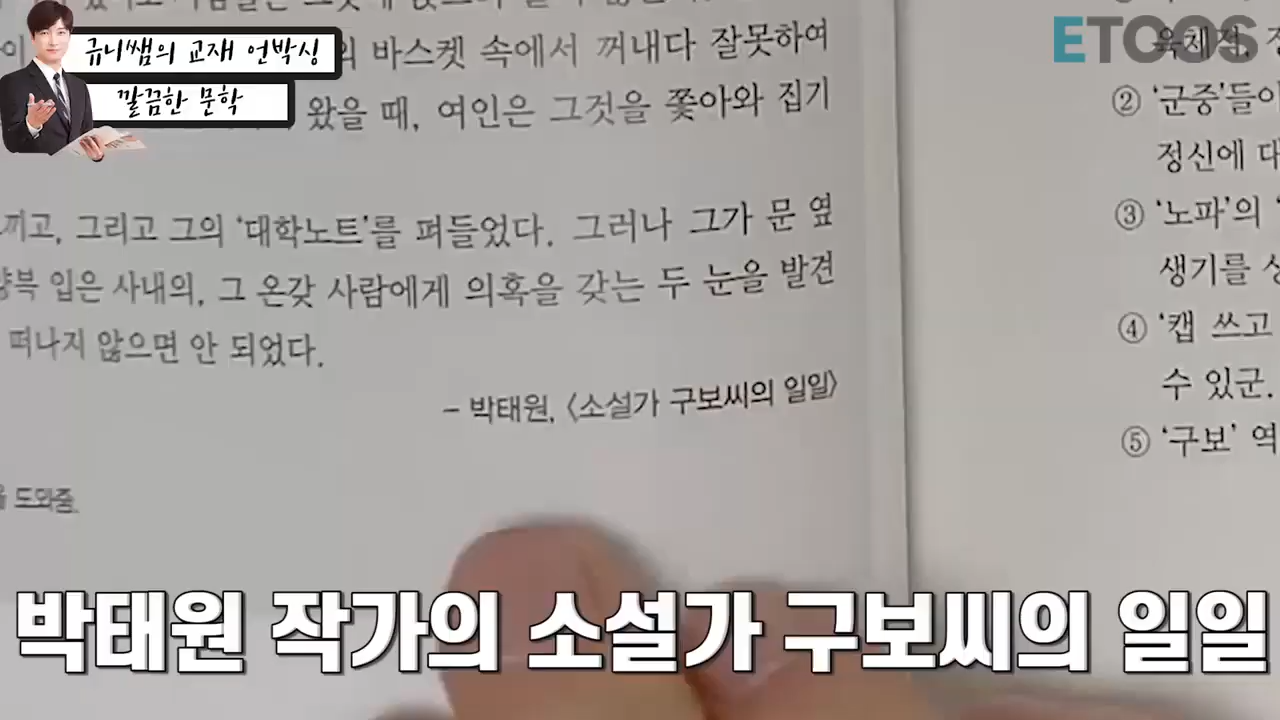 규니쌤의 교재 언박싱
깔끔한 문학
ETOOS
바스켓 속에서 꺼내다 잘못하여
왔을 때, 여인은 그것을 쫓아와 집기
끼고, 그리고 그의 '대학노트'를 펴들었다. 그러나 그가 문 옆
입은 사내의, 그 온갖 사람에게 의혹을 갖는 두 눈을 발견
떠나지 않으면 안 되었다.
- 박태원, 〈소설가 구보씨의 일일〉
도와줌.
② '군중'들이
정신에 대
③ '노파'의
생기를
④ '캡 쓰고
수 있군.
⑤ '구보' 역
박태원 작가의 소설가 구보씨의 일일